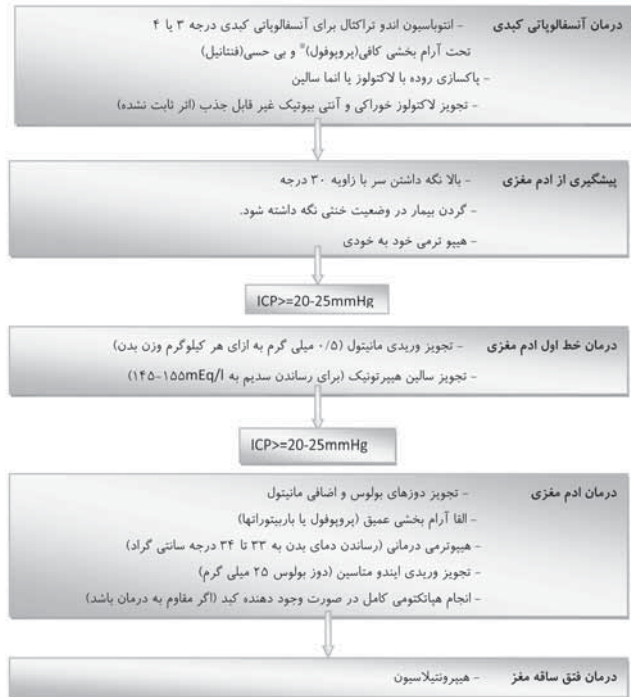 درمان آنسفالوپاتی کبدی - انتوباسیون اندو تراکتال برای آنسفالوپاتی کبدی درجه ۳ یا ۴
تحت آرام بخشی کافی(پروپوفول)* و بی حسی(فنتانیل)
- پاکسازی روده با لاکتولوز یا انما سالین
- تجویز لاکتولوز خوراکی و آنتی بیوتیک غیر قابل جذب (اثر ثابت نشده)
پیشگیری از ادم مغزی - بالا نگه داشتن سر با زاویه ۳۰ درجه
- گردن بیمار در وضعیت خنثی نگه داشته شود.
- هیپو ترمی خود به خودی
ICP>=20-25mmHg
درمان خط اول ادم مغزی - تجویز وریدی مانیتول (۰/۵ میلی گرم به ازای هر کیلوگرم وزن بدن)
- تجویز سالین هیپرتونیک (برای رساندن سدیم به ۱۴۵-۱۵۵mEq/l)
ICP>=20-25mmHg
درمان ادم مغزی - تجویز دوزهای بولوس و اضافی مانیتول
- القا آرام بخشی عمیق (پروپوفول یا باربیتوراتها)
- هیپوترمی درمانی (رساندن دمای بدن به ۳۳ تا ۳۴ درجه سانتی گراد)
- تجویز وریدی ایندو متاسین (دوز بولوس ۲۵ میلی گرم)
- انجام هپاتکتومی کامل در صورت وجود دهنده کبد (اگر مقاوم به درمان باشد)
درمان فتق ساقه مغز - هیپرونتیلاسیون